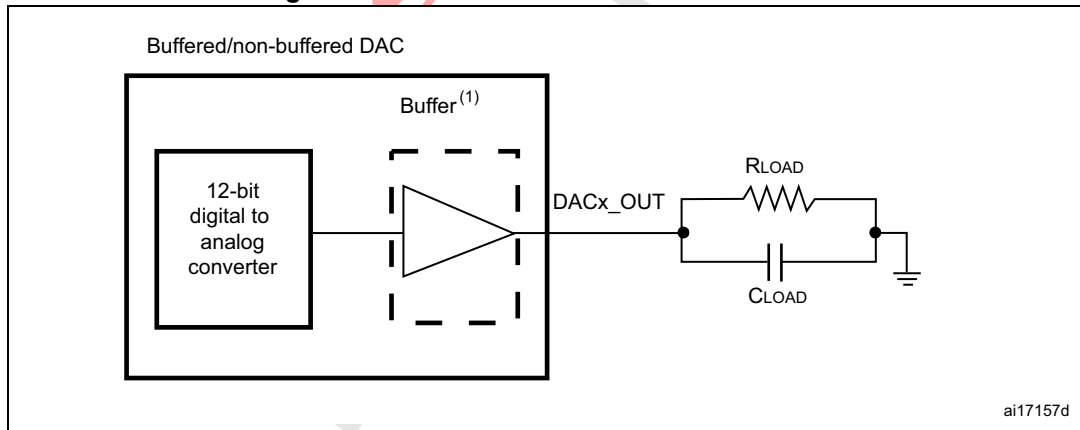 Buffered/non-buffered DAC
Buffer(1)
12-bit
digital to
analog
converter
DACx_OUT
RLOAD
CLOAD
ai17157d